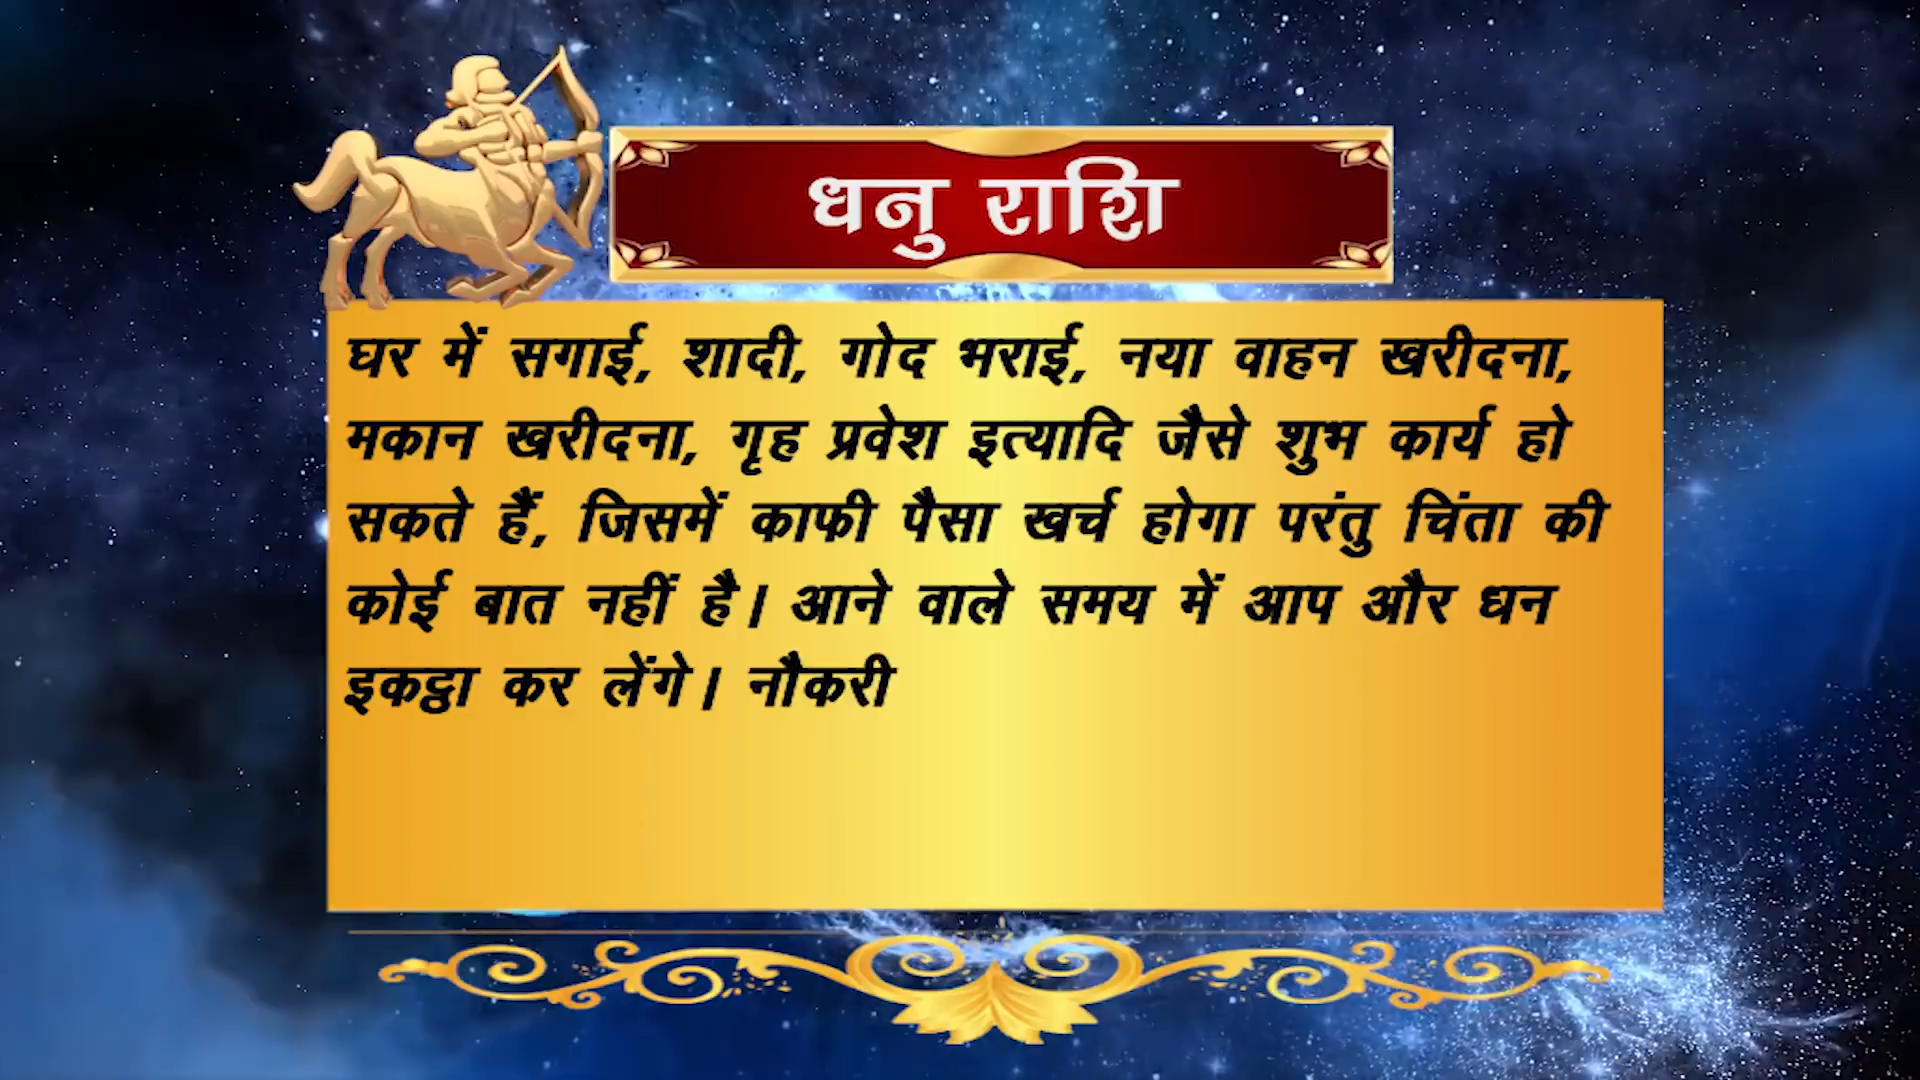 धनु राशि
घर में सगाई, शादी, गोद भराई, नया वाहन खरीदना,
मकान खरीदना, गृह प्रवेश इत्यादि जैसे शुभ कार्य हो
सकते हैं, जिसमें काफी पैसा खर्च होगा परंतु चिंता की
कोई बात नहीं है। आने वाले समय में आप और धन
इकट्ठा कर लेंगे। नौकरी